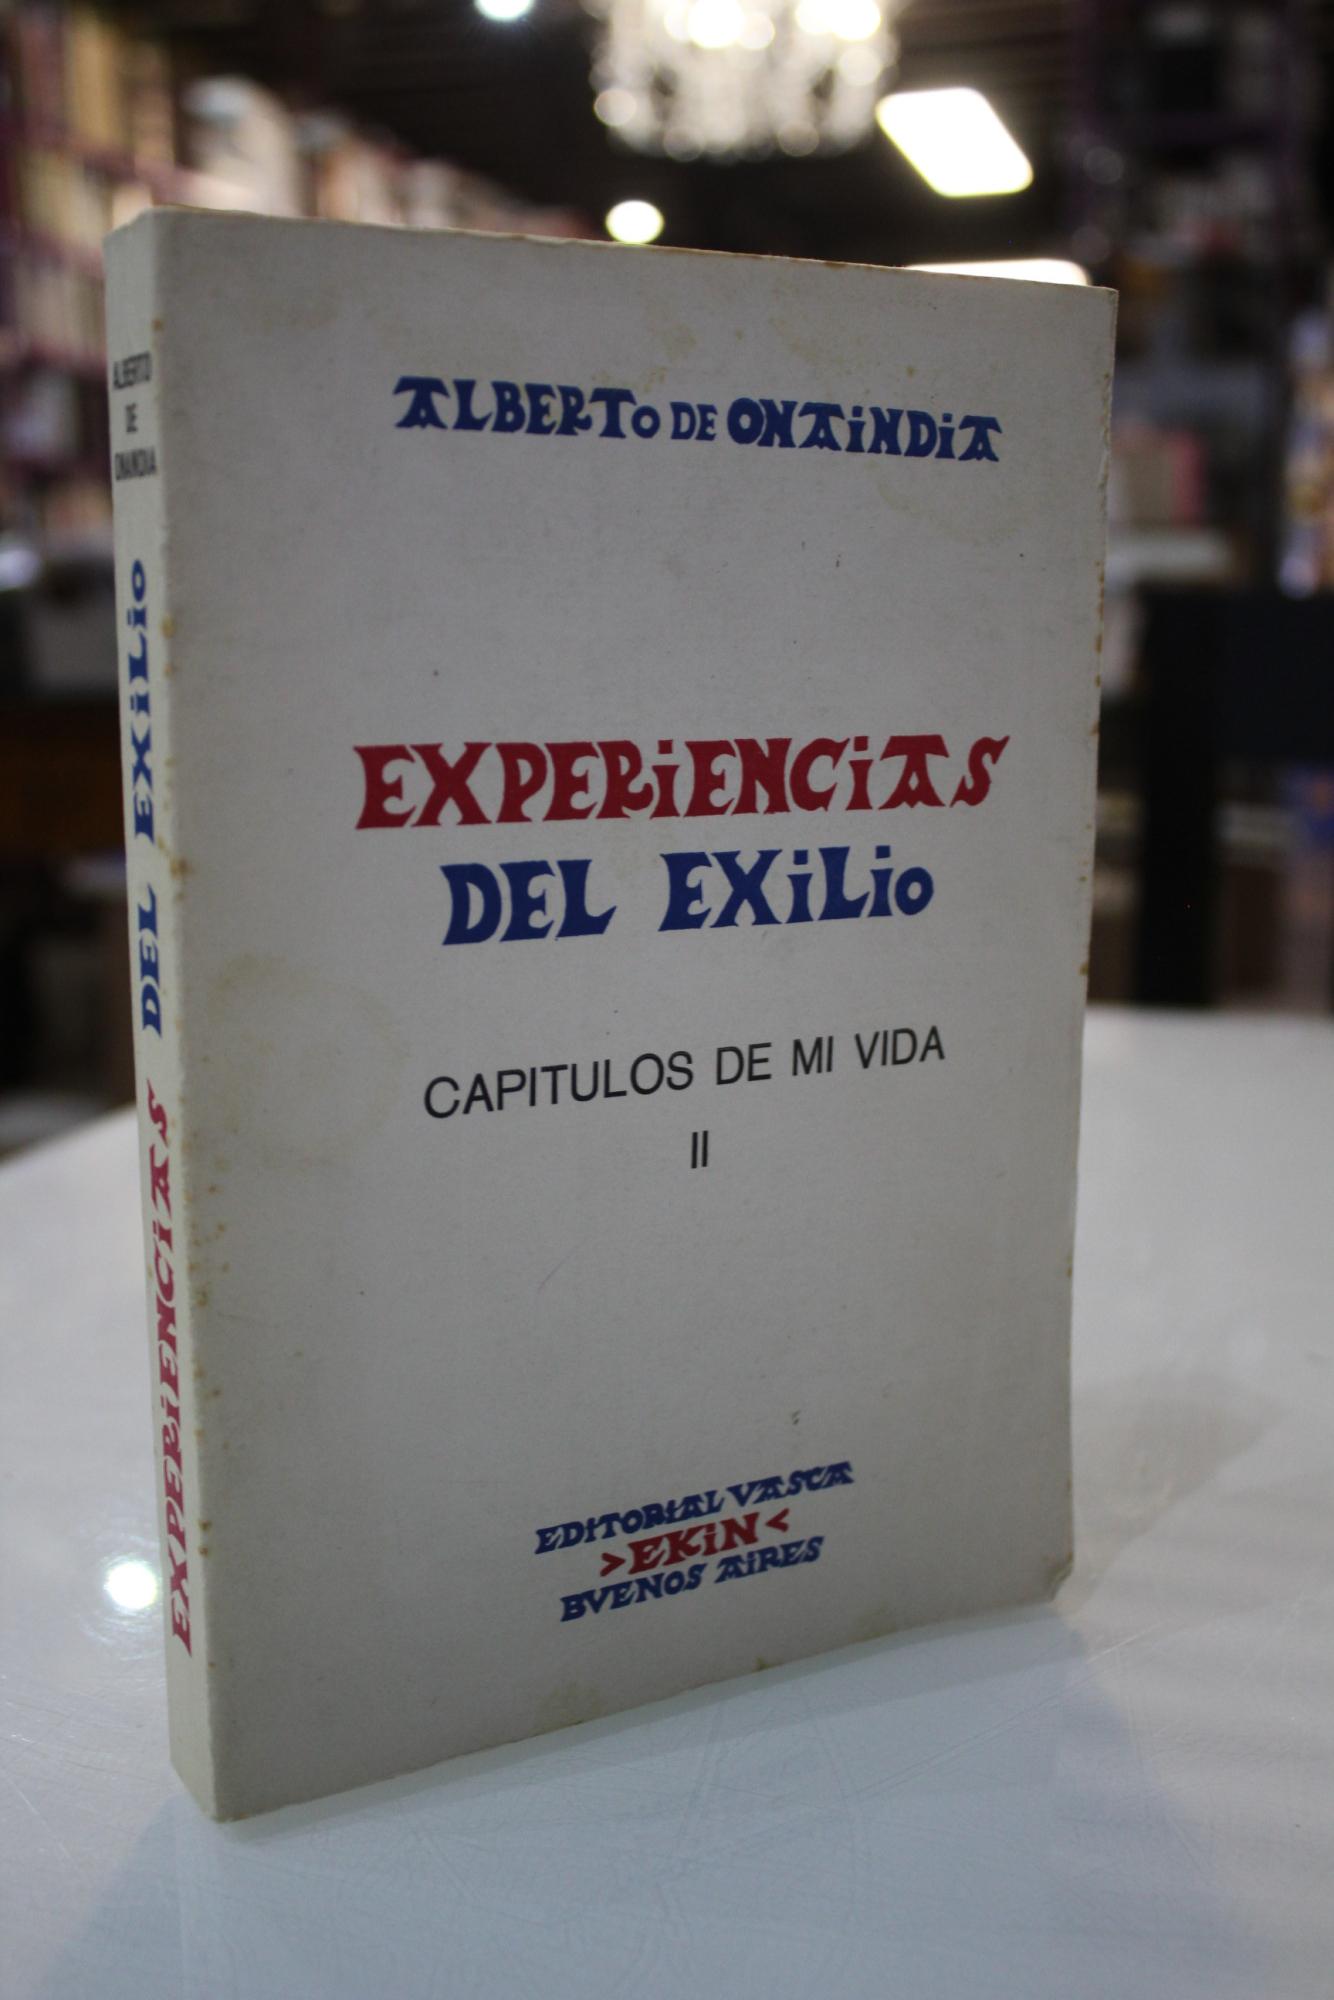 ALBERTO DE ONAINDIA
EXPERIENCIAS
DEL EXILIO
CAPITULOS DE MI VIDA
II
EDITORIAL VASCA
>EKIN<
BVENOS AIRES
ALBERTO
DE
ONAINDIA
EXPERIENCIAS DEL EXILIO